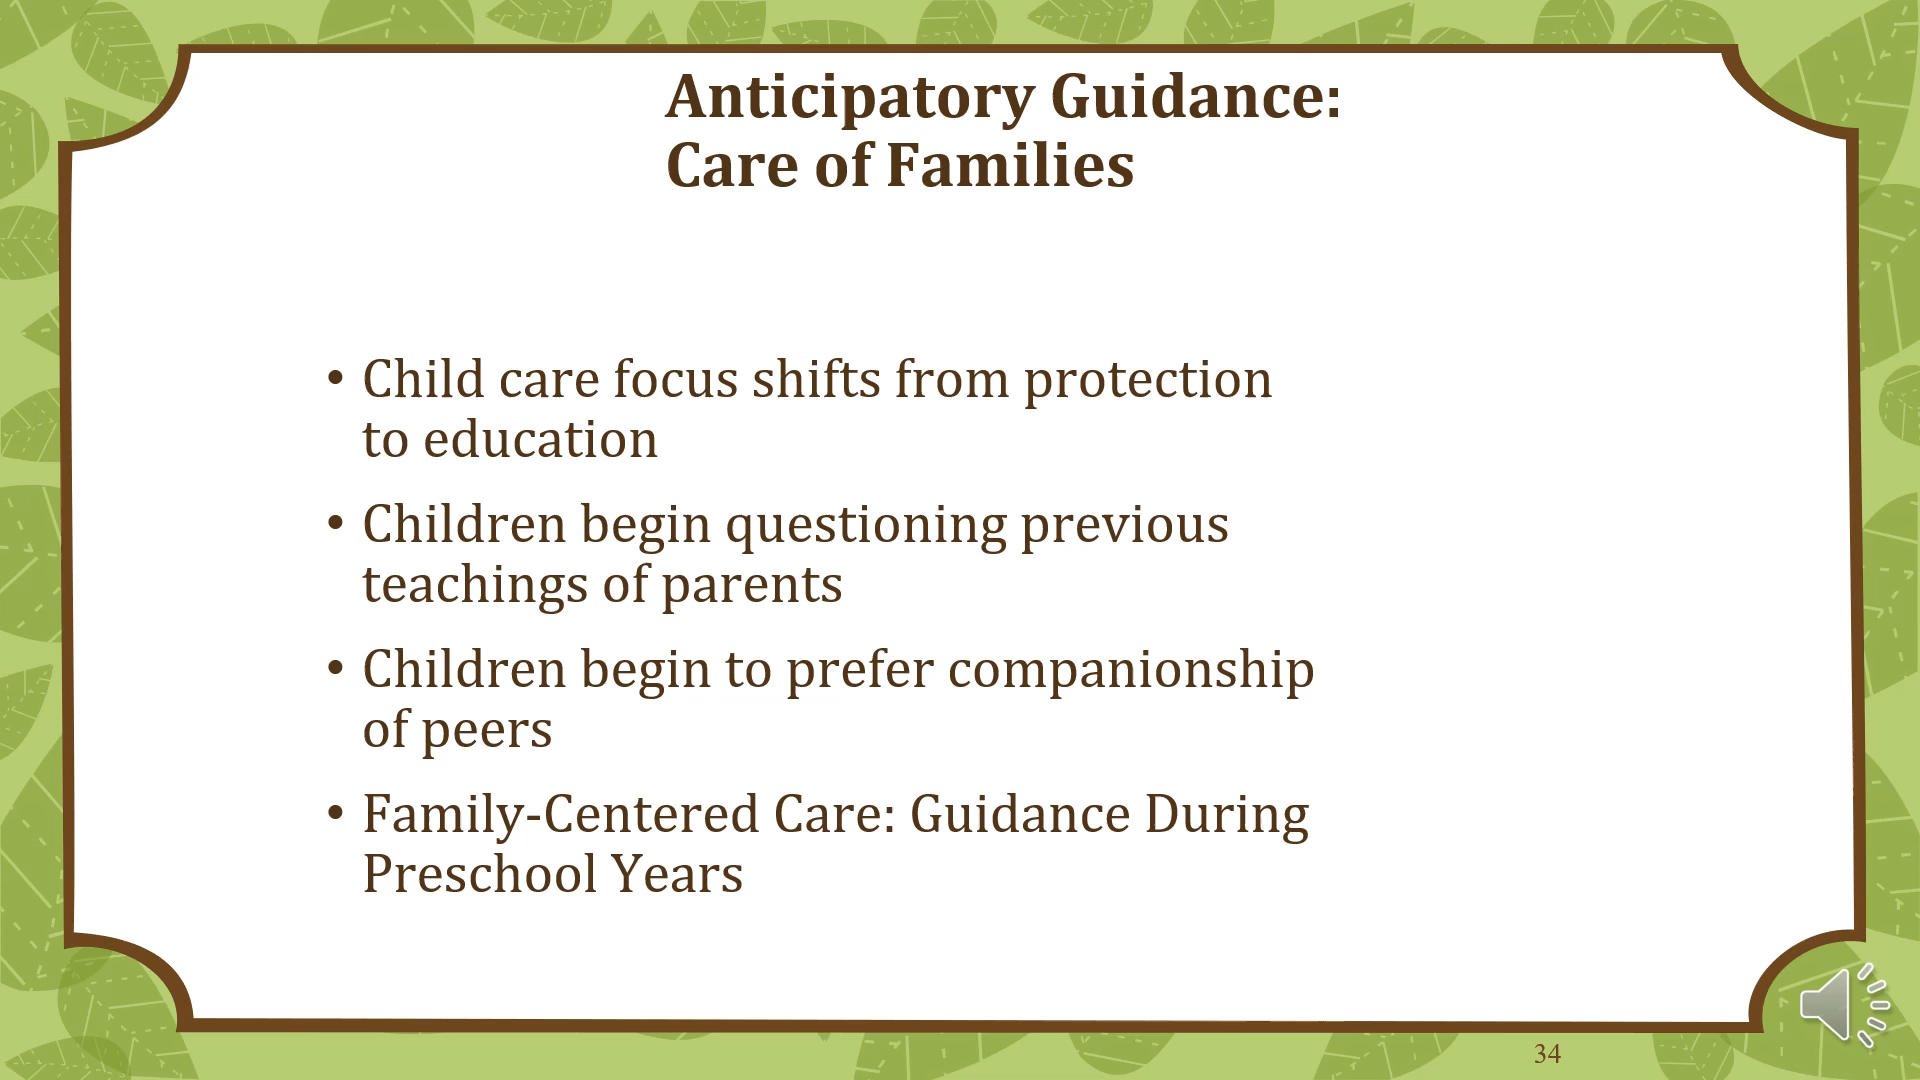 Anticipatory Guidance:
Care of Families
• Child care focus shifts from protection
to education
• Children begin questioning previous
teachings of parents
• Children begin to prefer companionship
of peers
• Family-Centered Care: Guidance During
Preschool Years
34